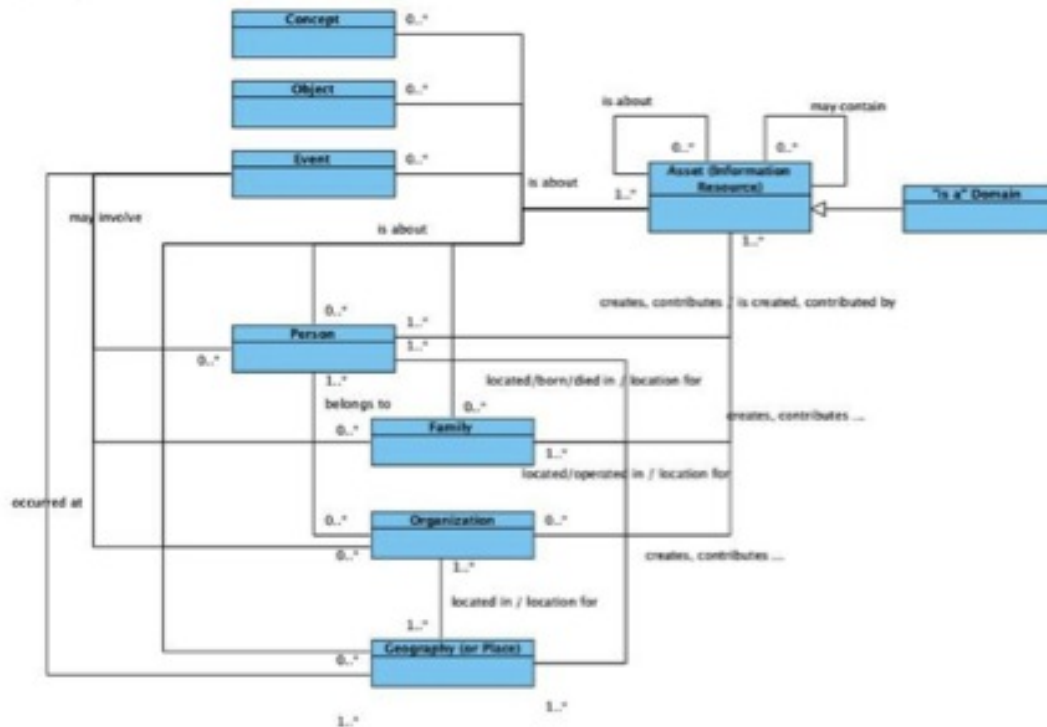 Concept
0..*
Object
0..*
is about
may contain
Event
0..*
0..*
0..*
Asset (Information
Resource)
is about
1..*
"is a" Domain
may involve
is about
1..*
creates, contributes / is created, contributed by
0..*
1..*
Person
1..*
0..*
1..*
located/born/died in / location for
belongs to
0..*
creates, contributes ...
0..*
Family
1..*
located/operated in / location for
occurred at
0..*
Organization
0..*
0..*
1..*
creates, contributes ...
located in / location for
1..*
Geography (or Place)
0..*
1..*
1..*